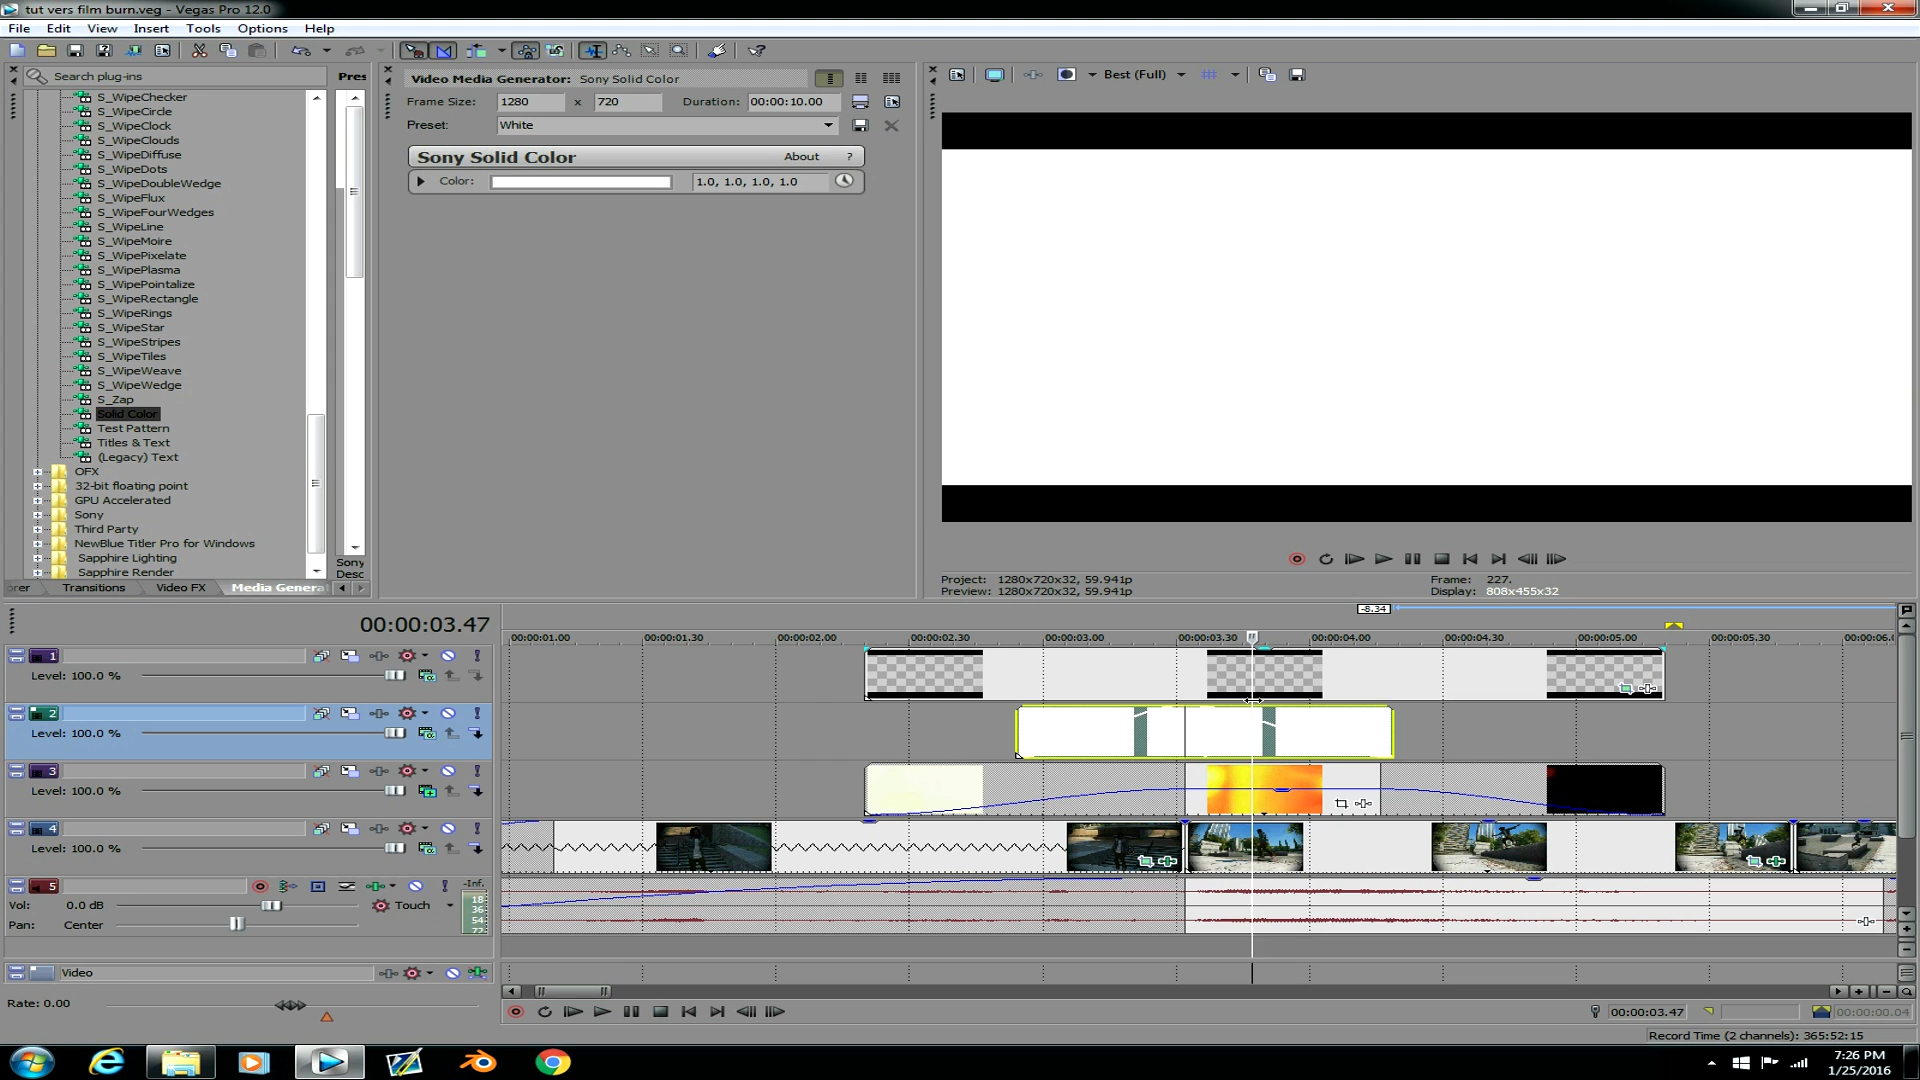 tut vers film burn.veg - Vegas Pro 12.0
File Edit View Insert Tools Options Help
Search plug-ins
Pres
S_WipeChecker
S_WipeCircle
S_WipeClock
S_WipeClouds
S_WipeDiffuse
S_WipeDots
S_WipeDoubleWedge
S_WipeFlux
S_WipeFourWedges
S_WipeLine
S_WipeMoire
S_WipePixelate
S_WipePlasma
S_WipePointalize
S_WipeRectangle
S_WipeRings
S_WipeStar
S_WipeStripes
S_WipeTiles
S_WipeWeave
S_WipeWedge
S_Zap
Solid Color
Test Pattern
Titles & Text
(Legacy) Text
OFX
32-bit floating point
GPU Accelerated
Sony
Third Party
NewBlue Titler Pro for Windows
Sapphire Lighting
Sapphire Render
Sony
Desc
orer Transitions Video FX Media Genera
Video Media Generator: Sony Solid Color
Frame Size: 1280 x 720 Duration: 00:00:10.00
Preset: White
Sony Solid Color About ?
Color: 1.0, 1.0, 1.0, 1.0
Best (Full)
Project: 1280x720x32, 59.941p
Preview: 1280x720x32, 59.941p
Frame: 227.
Display: 808x455x32
00:00:03.47
-8.34
00:00:01.00 00:00:01.30 00:00:02.00 00:00:02.30 00:00:03.00 00:00:03.30 00:00:04.00 00:00:04.30 00:00:05.00 00:00:05.30 00:00:06.0
1
Level: 100.0 %
2
Level: 100.0 %
3
Level: 100.0 %
4
Level: 100.0 %
5
-Inf.
Vol: 0.0 dB Touch
Pan: Center
18
36
54
72
Video
Rate: 0.00
00:00:03.47
00:00:00.04
Record Time (2 channels): 365:52:15
7:26 PM
1/25/2016